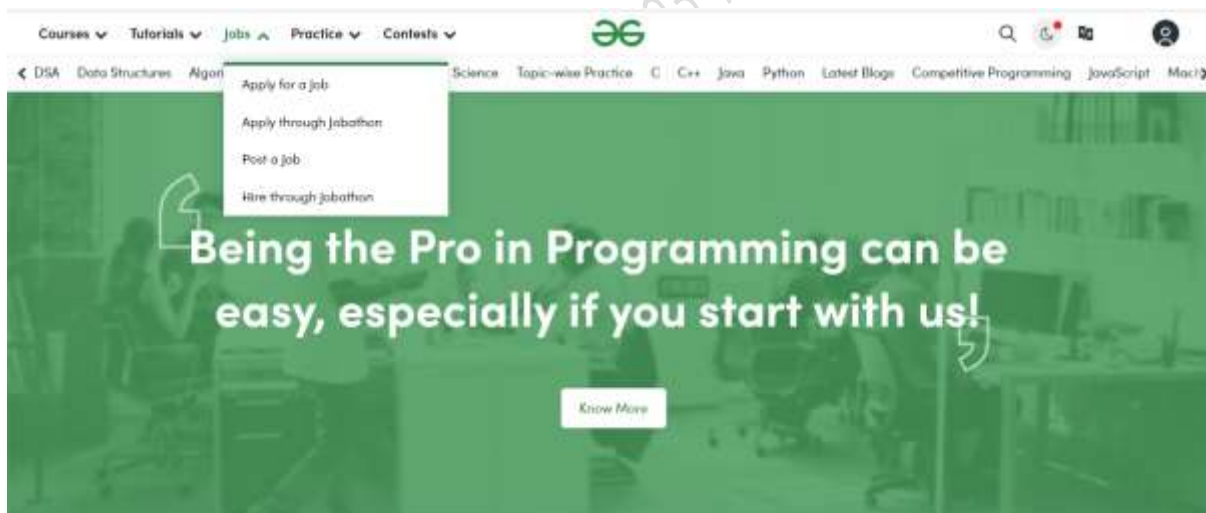 Courses Tutorials Jobs Practice Contests
DSA Data Structures Algor Science Topic-wise Practice C C++ Java Python Latest Blogs Competitive Programming JavaScript Mach
Apply for a Job
Apply through Jobathon
Post a Job
Hire through Jobathon
Being the Pro in Programming can be
easy, especially if you start with us!
Know More